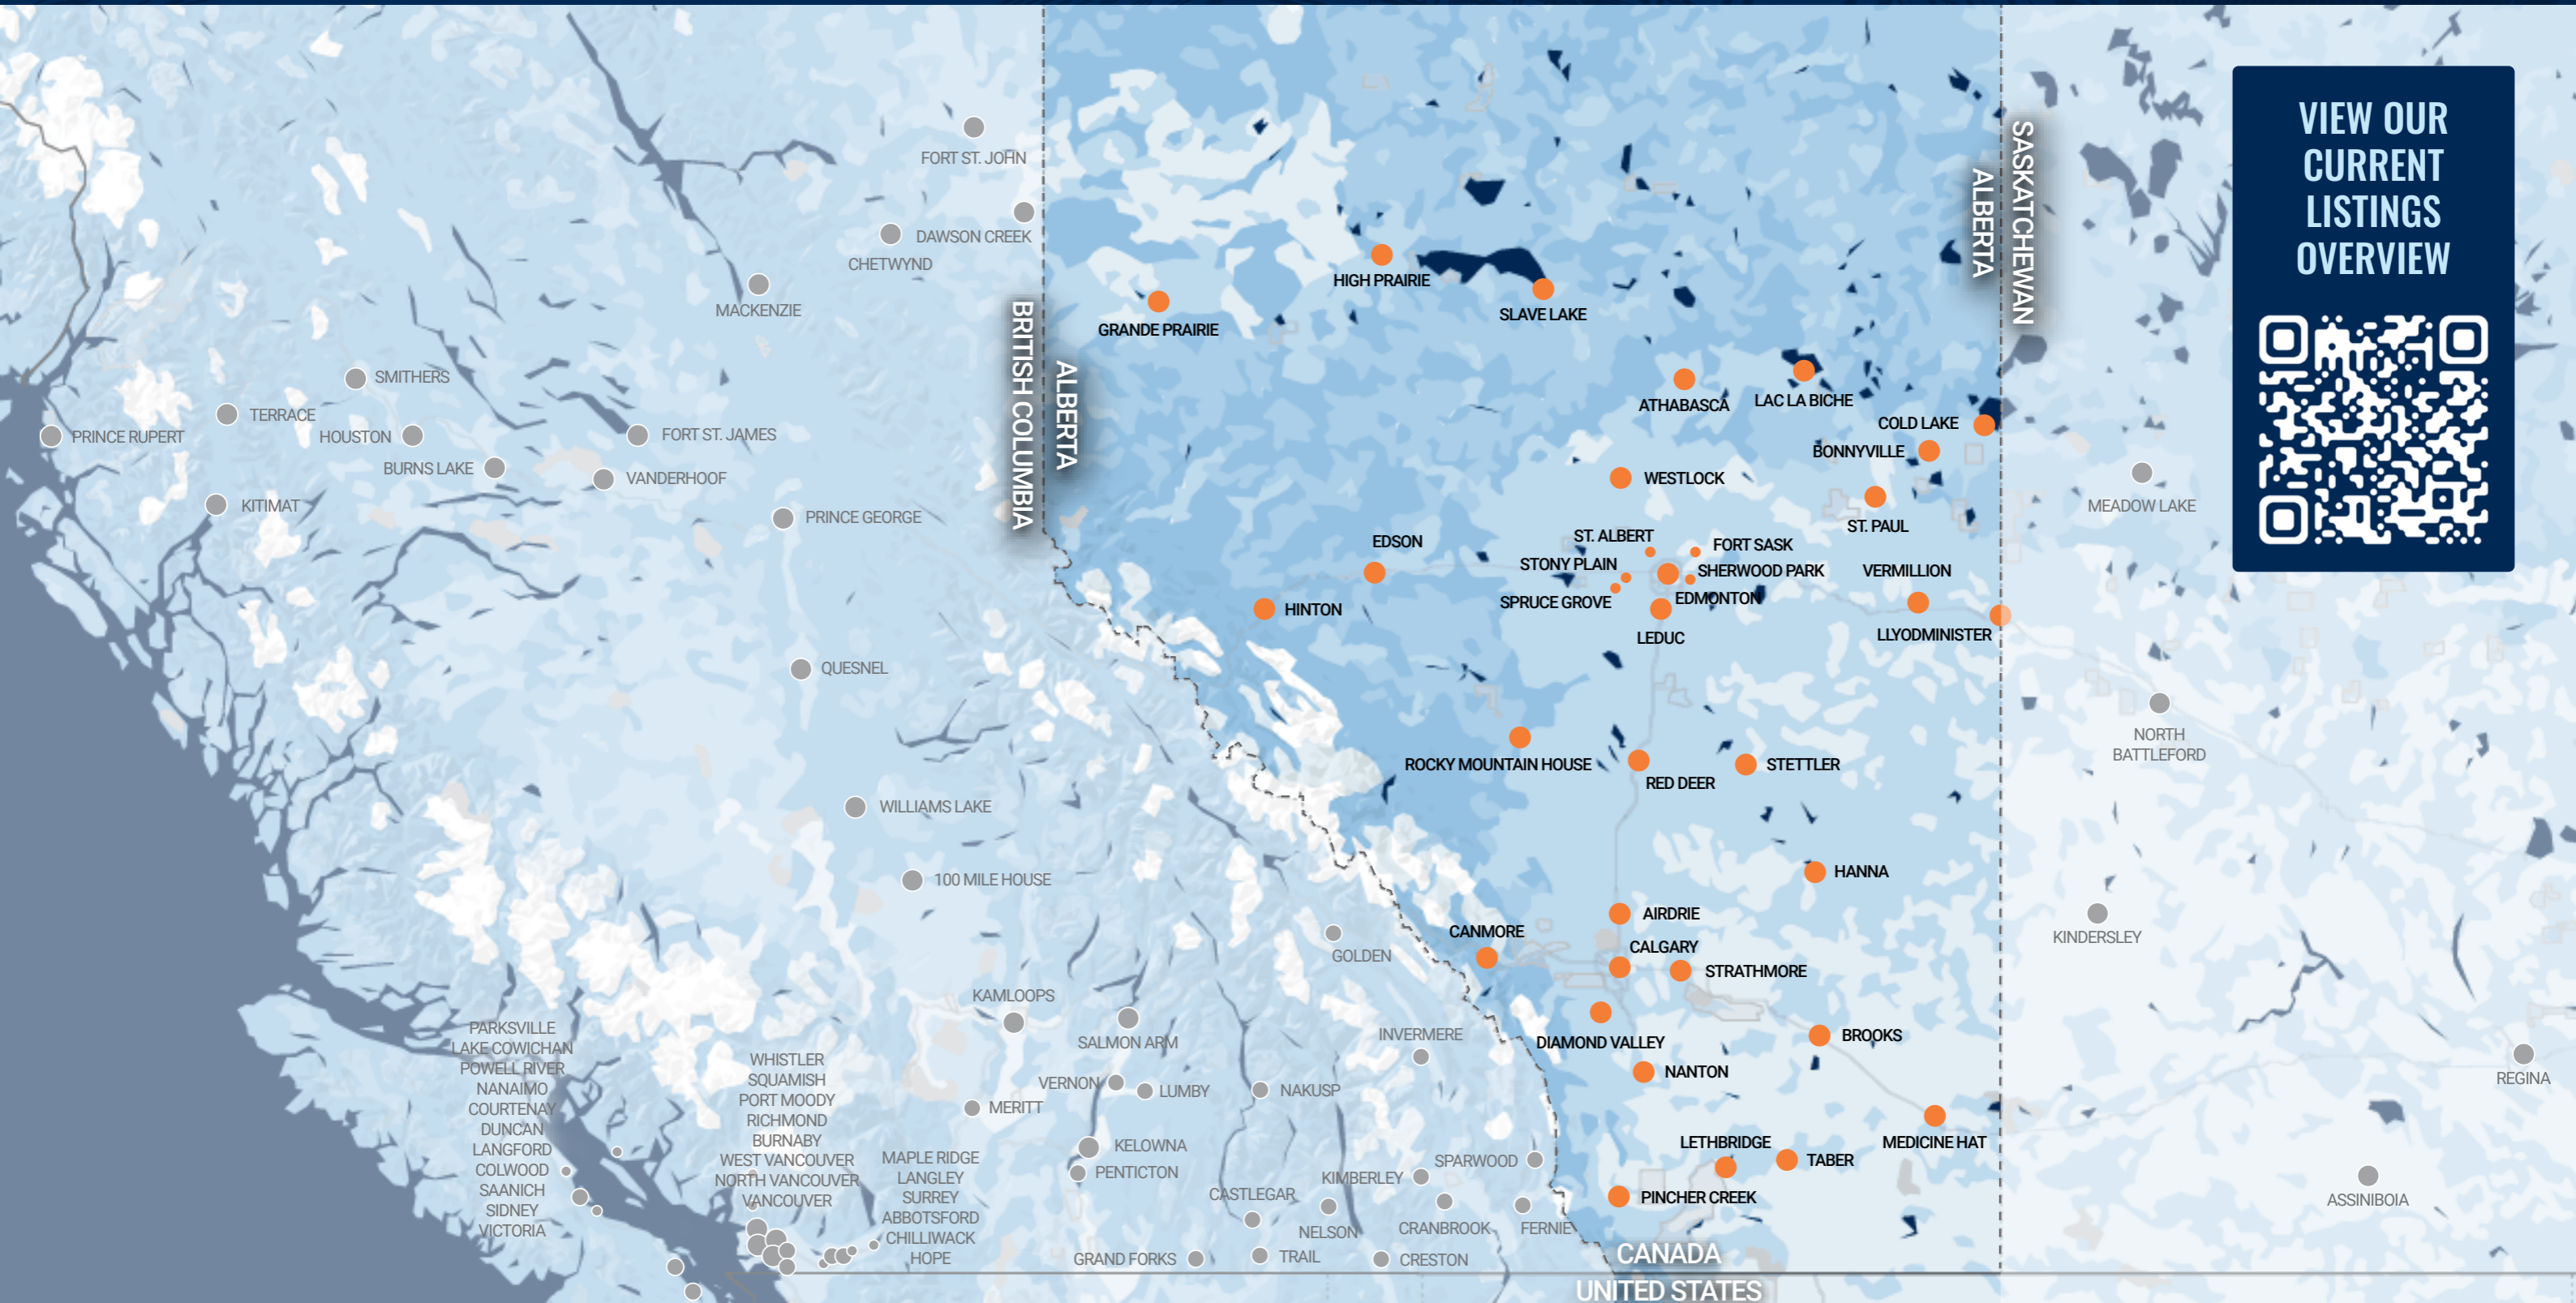 VIEW OUR
CURRENT
LISTINGS
OVERVIEW
SASKATCHEWAN
ALBERTA
BRITISH COLUMBIA
ALBERTA
FORT ST. JOHN
DAWSON CREEK
CHETWYND
MACKENZIE
SMITHERS
TERRACE
PRINCE RUPERT
HOUSTON
FORT ST. JAMES
BURNS LAKE
VANDERHOOF
KITIMAT
PRINCE GEORGE
QUESNEL
WILLIAMS LAKE
100 MILE HOUSE
HIGH PRAIRIE
SLAVE LAKE
GRANDE PRAIRIE
ATHABASCA
LAC LA BICHE
COLD LAKE
BONNYVILLE
WESTLOCK
ST. PAUL
EDSON
ST. ALBERT
FORT SASK
STONY PLAIN
SHERWOOD PARK
VERMILLION
SPRUCE GROVE
EDMONTON
HINTON
LEDUC
LLYODMINISTER
ROCKY MOUNTAIN HOUSE
RED DEER
STETTLER
HANNA
AIRDRIE
CANMORE
CALGARY
STRATHMORE
DIAMOND VALLEY
BROOKS
NANTON
MEDICINE HAT
LETHBRIDGE
TABER
PINCHER CREEK
MEADOW LAKE
NORTH
BATTLEFORD
KINDERSLEY
REGINA
ASSINIBOIA
GOLDEN
KAMLOOPS
SALMON ARM
INVERMERE
VERNON
LUMBY
NAKUSP
MERITT
KELOWNA
PENTICTON
SPARWOOD
KIMBERLEY
CASTLEGAR
NELSON
CRANBROOK
FERNIE
GRAND FORKS
TRAIL
CRESTON
PARKSVILLE
LAKE COWICHAN
POWELL RIVER
NANAIMO
COURTENAY
DUNCAN
LANGFORD
COLWOOD
SAANICH
SIDNEY
VICTORIA
WHISTLER
SQUAMISH
PORT MOODY
RICHMOND
BURNABY
WEST VANCOUVER
NORTH VANCOUVER
VANCOUVER
MAPLE RIDGE
LANGLEY
SURREY
ABBOTSFORD
CHILLIWACK
HOPE
CANADA
UNITED STATES